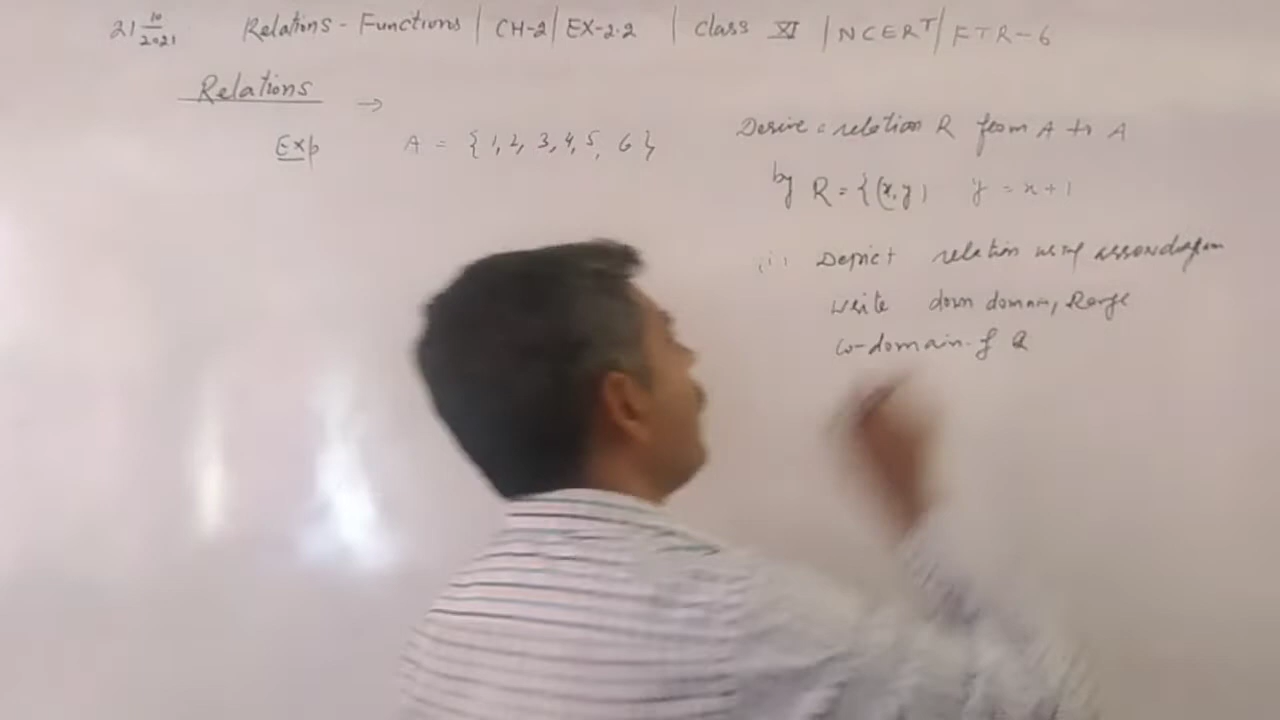 21 10/2021 Relations - Functions | CH-2 | EX-2.2 | Class XI | NCERT | FTR-6
Relations →
Exp A = {1, 2, 3, 4, 5, 6}
relation R from A to A
by R = {(x, y) y = x + 1
Depict relation using
write down domain, Range
Co-domain of R